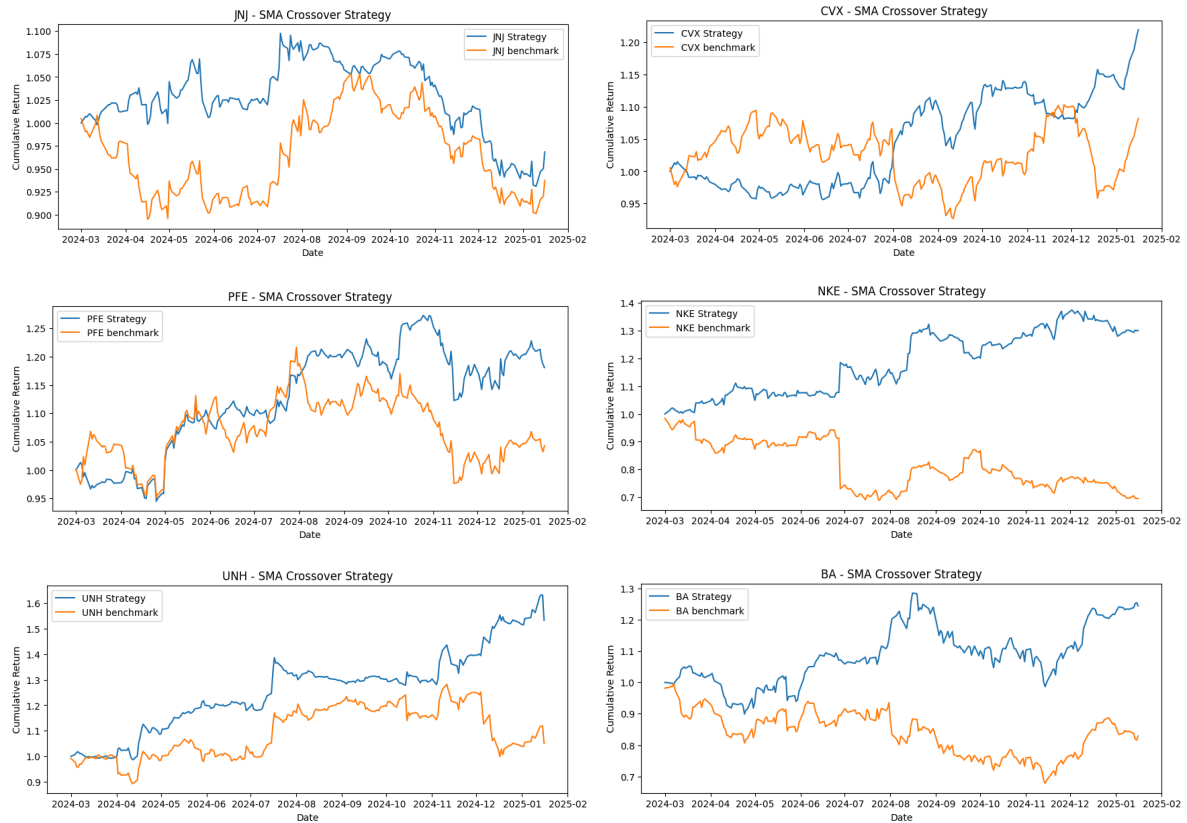 JNJ - SMA Crossover Strategy
JNJ Strategy
JNJ benchmark
Cumulative Return
1.100
1.075
1.050
1.025
1.000
0.975
0.950
0.925
0.900
2024-03 2024-04 2024-05 2024-06 2024-07 2024-08 2024-09 2024-10 2024-11 2024-12 2025-01 2025-02
Date
CVX - SMA Crossover Strategy
CVX Strategy
CVX benchmark
Cumulative Return
1.20
1.15
1.10
1.05
1.00
0.95
2024-03 2024-04 2024-05 2024-06 2024-07 2024-08 2024-09 2024-10 2024-11 2024-12 2025-01 2025-02
Date
PFE - SMA Crossover Strategy
PFE Strategy
PFE benchmark
Cumulative Return
1.25
1.20
1.15
1.10
1.05
1.00
0.95
2024-03 2024-04 2024-05 2024-06 2024-07 2024-08 2024-09 2024-10 2024-11 2024-12 2025-01 2025-02
Date
NKE - SMA Crossover Strategy
NKE Strategy
NKE benchmark
Cumulative Return
1.4
1.3
1.2
1.1
1.0
0.9
0.8
0.7
2024-03 2024-04 2024-05 2024-06 2024-07 2024-08 2024-09 2024-10 2024-11 2024-12 2025-01 2025-02
Date
UNH - SMA Crossover Strategy
UNH Strategy
UNH benchmark
Cumulative Return
1.6
1.5
1.4
1.3
1.2
1.1
1.0
0.9
2024-03 2024-04 2024-05 2024-06 2024-07 2024-08 2024-09 2024-10 2024-11 2024-12 2025-01 2025-02
Date
BA - SMA Crossover Strategy
BA Strategy
BA benchmark
Cumulative Return
1.3
1.2
1.1
1.0
0.9
0.8
0.7
2024-03 2024-04 2024-05 2024-06 2024-07 2024-08 2024-09 2024-10 2024-11 2024-12 2025-01 2025-02
Date